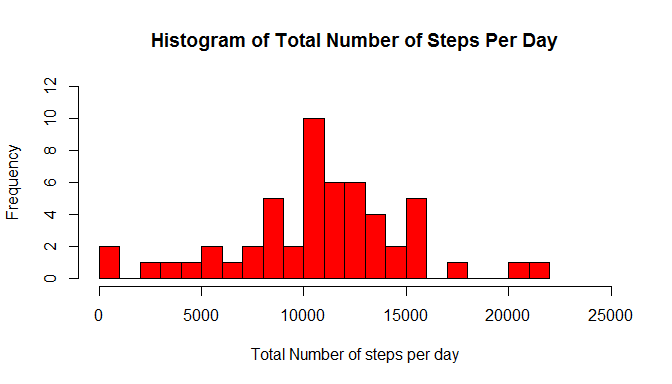 Histogram of Total Number of Steps Per Day
Frequency
12
10
8
6
4
2
0
0 5000 10000 15000 20000 25000
Total Number of steps per day